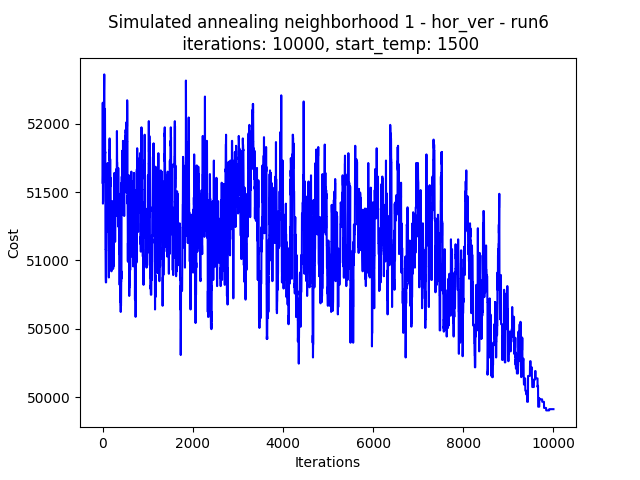 Simulated annealing neighborhood 1 - hor_ver - run6
iterations: 10000, start_temp: 1500
52000
51500
51000
50500
50000
Cost
0 2000 4000 6000 8000 10000
Iterations